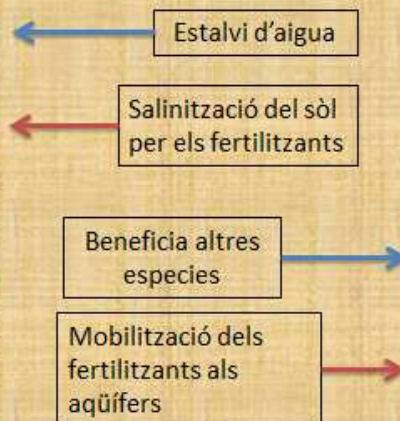 Estalvi d'aigua
Salinització del sòl
per els fertilitzants
Beneficia altres
especies
Mobilització dels
fertilitzants als
aqüífers